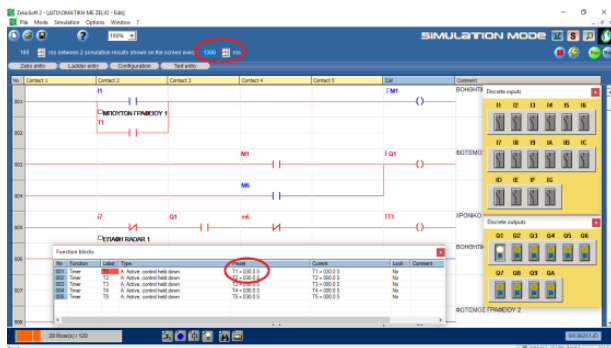 ZelioSoft 2 - [ΔΙΠΛΩΜΑΤΙΚΗ ΜΕ ZELIO - Edit]
File Mode Simulation Options Window ?
100%
SIMULATION MODE
160 ms between 2 simulation results shown on the screen every 1300 ms
Zelio entry Ladder entry Configuration Text entry
No Contact 1 Contact 2 Contact 3 Contact 4 Contact 5 Coil Comment
001 I1 M1
ΜΠΟΥΤΟΝ ΓΡΑΦΕΙΟΥ 1
002 T1
003 M1 Q1
004 M6
005 i7 Q1 m6 TT1
ΕΠΑΦΗ RADAR 1
006
007
008
Discrete inputs
I1 I2 I3 I4 I5 I6
I7 I8 I9 IA IB IC
ID IE IF IG
Discrete outputs
Q1 Q2 Q3 Q4 Q5 Q6
Q7 Q8 Q9 QA
Function blocks
No Function Label Type Preset Current Lock Comment
001 Timer T1 A: Active, control held down T1 = 030.0 S T1 = 000.0 S No
002 Timer T2 A: Active, control held down T2 = 030.0 S T2 = 000.0 S No
003 Timer T3 A: Active, control held down T3 = 030.0 S T3 = 000.0 S No
004 Timer T4 A: Active, control held down T4 = 030.0 S T4 = 000.0 S No
005 Timer T5 A: Active, control held down T5 = 030.0 S T5 = 000.0 S No
ΦΩΤΙΣΜΟΣ ΓΡΑΦΕΙΟΥ 2
28 Row(s) / 120